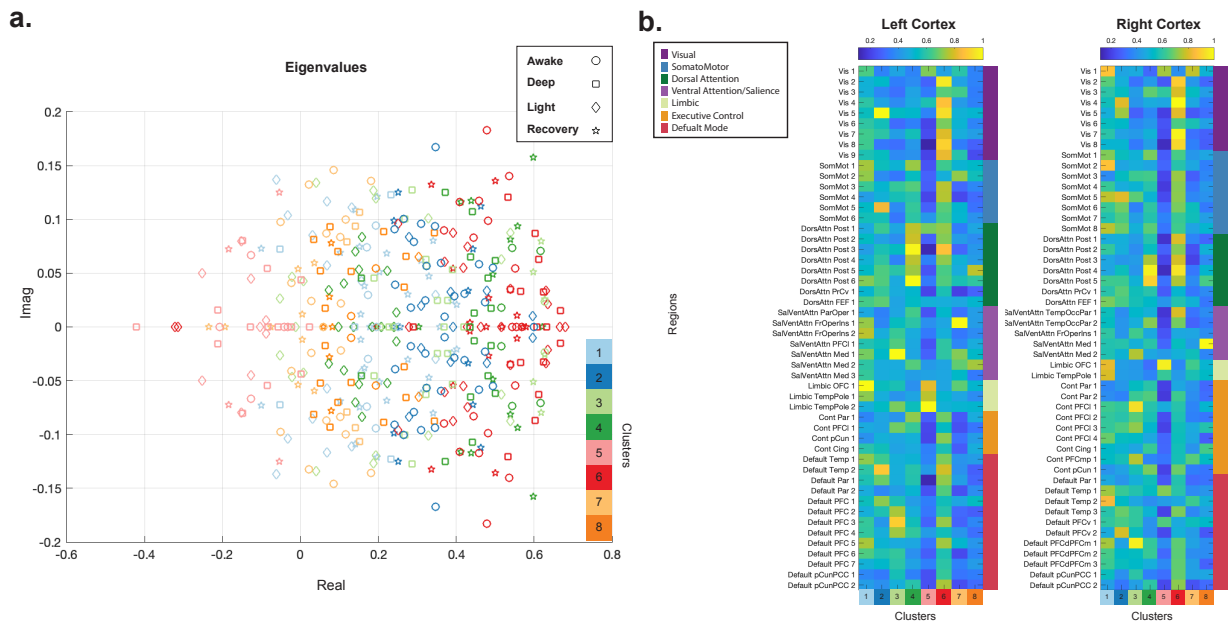 a.
Eigenvalues
Awake
Deep
Light
Recovery
0.2
0.15
0.1
0.05
0
-0.05
-0.1
-0.15
-0.2
Imag
-0.6
-0.4
-0.2
0
0.2
0.4
0.6
0.8
Real
1
2
3
4
5
6
7
8
Clusters
b.
Visual
SomatoMotor
Dorsal Attention
Ventral Attention/Salience
Limbic
Executive Control
Defualt Mode
Regions
Left Cortex
0.2 0.4 0.6 0.8 1
Vis 1
Vis 2
Vis 3
Vis 4
Vis 5
Vis 6
Vis 7
Vis 8
Vis 9
SomMot 1
SomMot 2
SomMot 3
SomMot 4
SomMot 5
SomMot 6
DorsAttn Post 1
DorsAttn Post 2
DorsAttn Post 3
DorsAttn Post 4
DorsAttn Post 5
DorsAttn Post 6
DorsAttn PrCv 1
DorsAttn FEF 1
SalVentAttn ParOper 1
SalVentAttn FrOperIns 1
SalVentAttn FrOperIns 2
SalVentAttn PFCl 1
SalVentAttn Med 1
SalVentAttn Med 2
SalVentAttn Med 3
Limbic OFC 1
Limbic TempPole 1
Limbic TempPole 2
Cont Par 1
Cont PFCl 1
Cont pCun 1
Cont Cing 1
Default Temp 1
Default Temp 2
Default Par 1
Default Par 2
Default PFC 1
Default PFC 2
Default PFC 3
Default PFC 4
Default PFC 5
Default PFC 6
Default PFC 7
Default pCunPCC 1
Default pCunPCC 2
1 2 3 4 5 6 7 8
Clusters
Right Cortex
0.2 0.4 0.6 0.8 1
Vis 1
Vis 2
Vis 3
Vis 4
Vis 5
Vis 6
Vis 7
Vis 8
SomMot 1
SomMot 2
SomMot 3
SomMot 4
SomMot 5
SomMot 6
SomMot 7
SomMot 8
DorsAttn Post 1
DorsAttn Post 2
DorsAttn Post 3
DorsAttn Post 4
DorsAttn Post 5
DorsAttn PrCv 1
DorsAttn FEF 1
SalVentAttn TempOccPar 1
SalVentAttn TempOccPar 2
SalVentAttn FrOperIns 1
SalVentAttn Med 1
SalVentAttn Med 2
Limbic OFC 1
Limbic TempPole 1
Cont Par 1
Cont Par 2
Cont PFCl 1
Cont PFCl 2
Cont PFCl 3
Cont PFCl 4
Cont Cing 1
Cont PFCmp 1
Cont pCun 1
Default Par 1
Default Temp 1
Default Temp 2
Default Temp 3
Default PFCv 1
Default PFCv 2
Default PFCdPFCm 1
Default PFCdPFCm 2
Default PFCdPFCm 3
Default pCunPCC 1
Default pCunPCC 2
1 2 3 4 5 6 7 8
Clusters